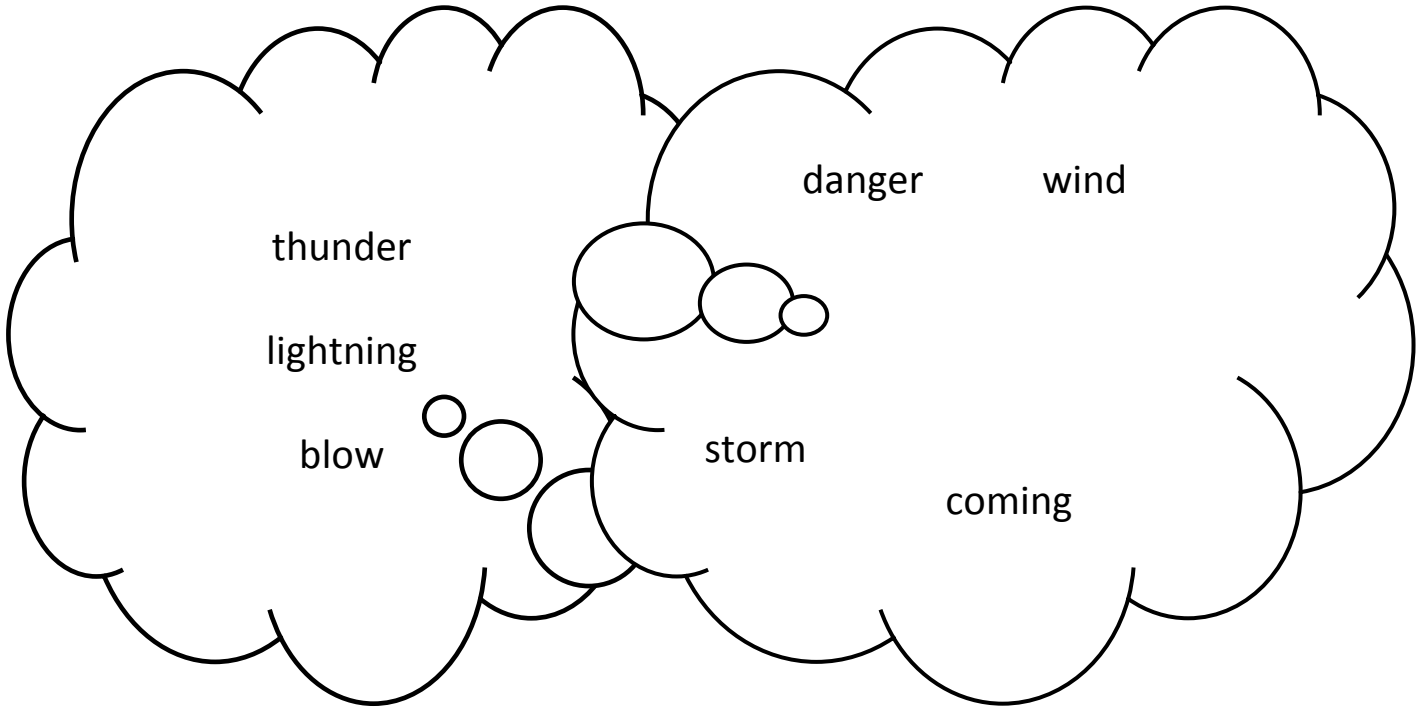 thunder
lightning
blow
danger wind
storm
coming